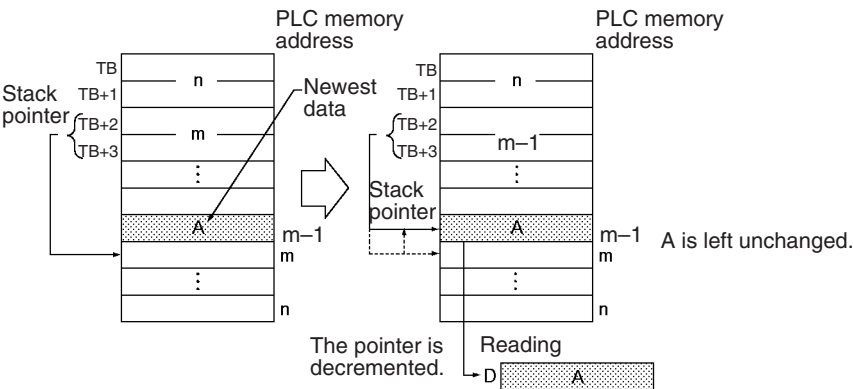 PLC memory
address
TB
n
TB+1
Stack
pointer
TB+2
m
TB+3
Newest
data
A
m–1
m
n
PLC memory
address
TB
n
TB+1
TB+2
m–1
TB+3
Stack
pointer
A
m–1
m
A is left unchanged.
n
The pointer is
decremented.
Reading
D
A